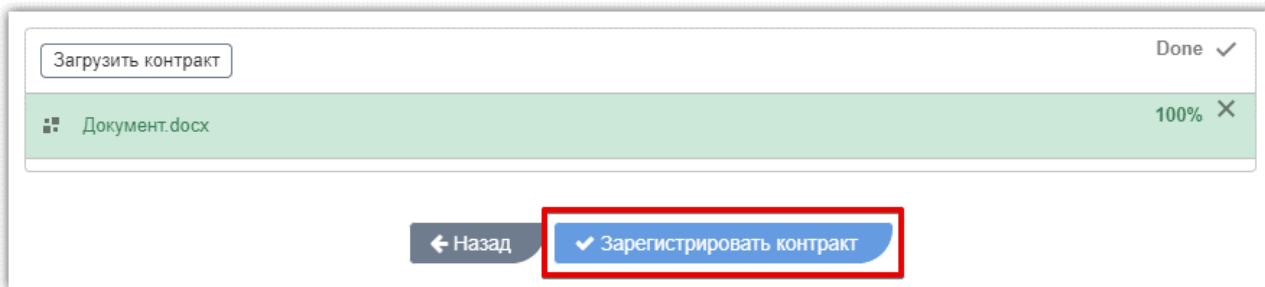 Загрузить контракт
Done
Документ.docx
100%
Назад
Зарегистрировать контракт